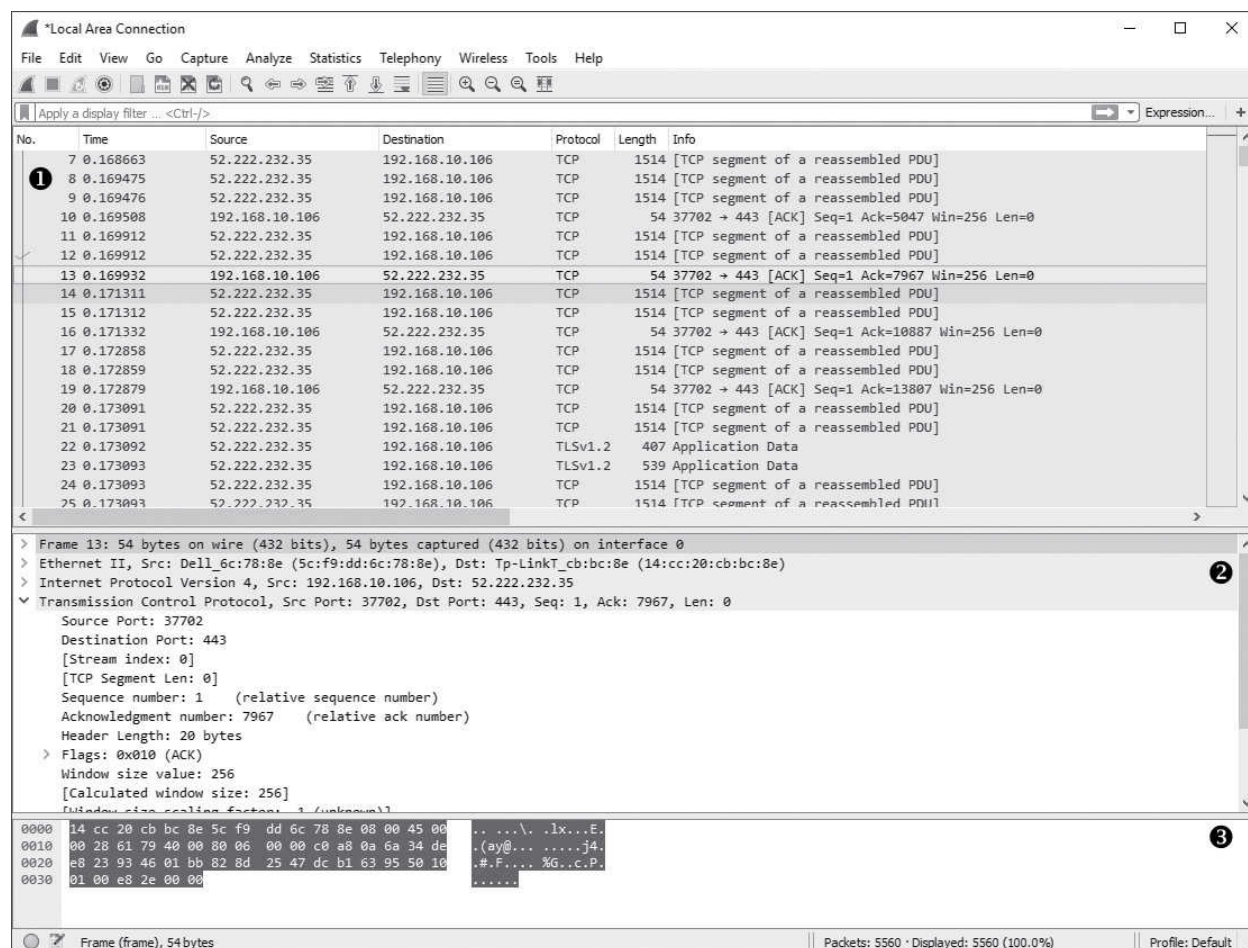 *Local Area Connection
File Edit View Go Capture Analyze Statistics Telephony Wireless Tools Help
Apply a display filter ... <Ctrl-/> Expression... +
No. Time Source Destination Protocol Length Info
7 0.168663 52.222.232.35 192.168.10.106 TCP 1514 [TCP segment of a reassembled PDU]
❶ 8 0.169475 52.222.232.35 192.168.10.106 TCP 1514 [TCP segment of a reassembled PDU]
9 0.169476 52.222.232.35 192.168.10.106 TCP 1514 [TCP segment of a reassembled PDU]
10 0.169508 192.168.10.106 52.222.232.35 TCP 54 37702 → 443 [ACK] Seq=1 Ack=5047 Win=256 Len=0
11 0.169912 52.222.232.35 192.168.10.106 TCP 1514 [TCP segment of a reassembled PDU]
12 0.169912 52.222.232.35 192.168.10.106 TCP 1514 [TCP segment of a reassembled PDU]
13 0.169932 192.168.10.106 52.222.232.35 TCP 54 37702 → 443 [ACK] Seq=1 Ack=7967 Win=256 Len=0
14 0.171311 52.222.232.35 192.168.10.106 TCP 1514 [TCP segment of a reassembled PDU]
15 0.171312 52.222.232.35 192.168.10.106 TCP 1514 [TCP segment of a reassembled PDU]
16 0.171332 192.168.10.106 52.222.232.35 TCP 54 37702 → 443 [ACK] Seq=1 Ack=10887 Win=256 Len=0
17 0.172858 52.222.232.35 192.168.10.106 TCP 1514 [TCP segment of a reassembled PDU]
18 0.172859 52.222.232.35 192.168.10.106 TCP 1514 [TCP segment of a reassembled PDU]
19 0.172879 192.168.10.106 52.222.232.35 TCP 54 37702 → 443 [ACK] Seq=1 Ack=13807 Win=256 Len=0
20 0.173091 52.222.232.35 192.168.10.106 TCP 1514 [TCP segment of a reassembled PDU]
21 0.173091 52.222.232.35 192.168.10.106 TCP 1514 [TCP segment of a reassembled PDU]
22 0.173092 52.222.232.35 192.168.10.106 TLSv1.2 407 Application Data
23 0.173093 52.222.232.35 192.168.10.106 TLSv1.2 539 Application Data
24 0.173093 52.222.232.35 192.168.10.106 TCP 1514 [TCP segment of a reassembled PDU]
25 0.173093 52.222.232.35 192.168.10.106 TCP 1514 [TCP segment of a reassembled PDU]
Frame 13: 54 bytes on wire (432 bits), 54 bytes captured (432 bits) on interface 0
Ethernet II, Src: Dell_6c:78:8e (5c:f9:dd:6c:78:8e), Dst: Tp-LinkT_cb:bc:8e (14:cc:20:cb:bc:8e)
❷
Internet Protocol Version 4, Src: 192.168.10.106, Dst: 52.222.232.35
Transmission Control Protocol, Src Port: 37702, Dst Port: 443, Seq: 1, Ack: 7967, Len: 0
Source Port: 37702
Destination Port: 443
[Stream index: 0]
[TCP Segment Len: 0]
Sequence number: 1 (relative sequence number)
Acknowledgment number: 7967 (relative ack number)
Header Length: 20 bytes
Flags: 0x010 (ACK)
Window size value: 256
[Calculated window size: 256]
[Window size scaling factor: -1 (unknown)]
0000 14 cc 20 cb bc 8e 5c f9 dd 6c 78 8e 08 00 45 00 .. ...\. .lx...E.
❸
0010 00 28 61 79 40 00 80 06 00 00 c0 a8 0a 6a 34 de .(ay@... .....j4.
0020 e8 23 93 46 01 bb 82 8d 25 47 dc b1 63 95 50 10 .#.F.... %G..c.P.
0030 01 00 e8 2e 00 00 ......
Frame (frame), 54 bytes Packets: 5560 · Displayed: 5560 (100.0%) Profile: Default